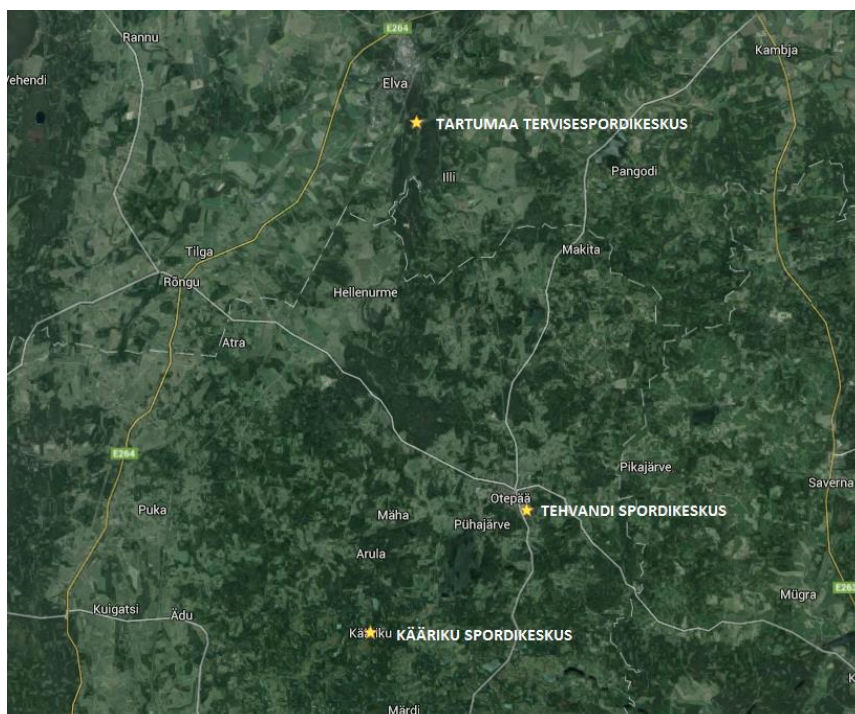 Rannu
E264
Kambja
Vehendi
Elva
TARTUMAA TERVISESPORDIKESKUS
Illi
Pangodi
Tilga
Makita
Rõngu
Hellenurme
Atra
E264
Pikajärve
Saverna
Otepää
Puka
Mäha
Pühajärve
TEHVANDI SPORDIKESKUS
Arula
E263
Mügra
Kuigatsi
Ädu
Kääriku
KÄÄRIKU SPORDIKESKUS
K
Märdi